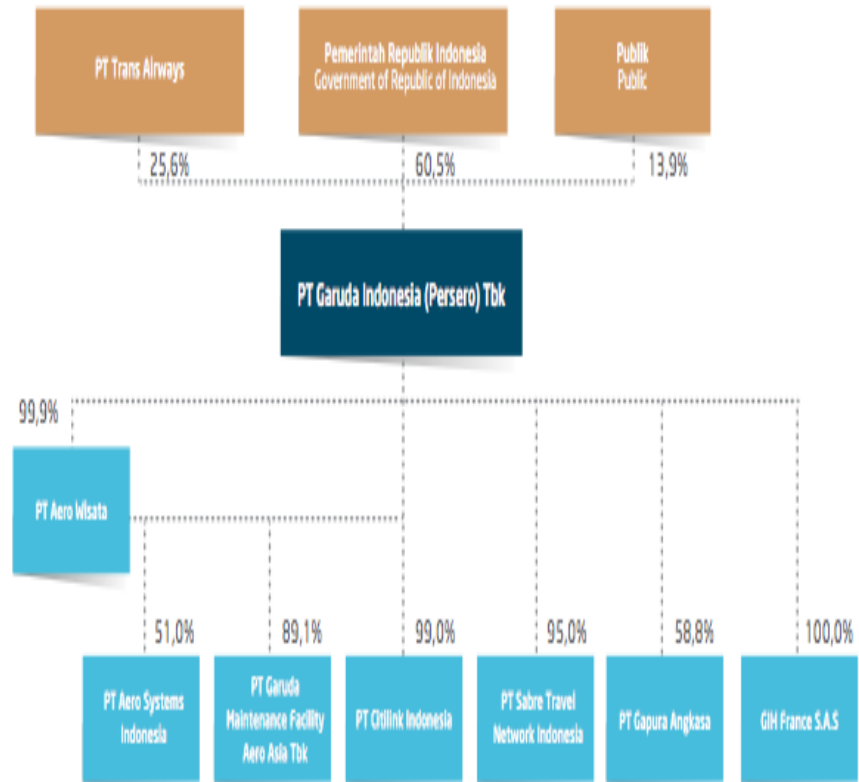 PT Trans Airways
Pemerintah Republik Indonesia
Government of Republic of Indonesia
Publik
Public
25,6%
60,5%
13,9%
PT Garuda Indonesia (Persero) Tbk
99,9%
PT Aero Wisata
51,0%
89,1%
99,0%
95,0%
58,8%
100,0%
PT Aero Systems
Indonesia
PT Garuda
Maintenance Facility
Aero Asia Tbk
PT Citilink Indonesia
PT Sabre Travel
Network Indonesia
PT Gapura Angkasa
GIH France S.A.S